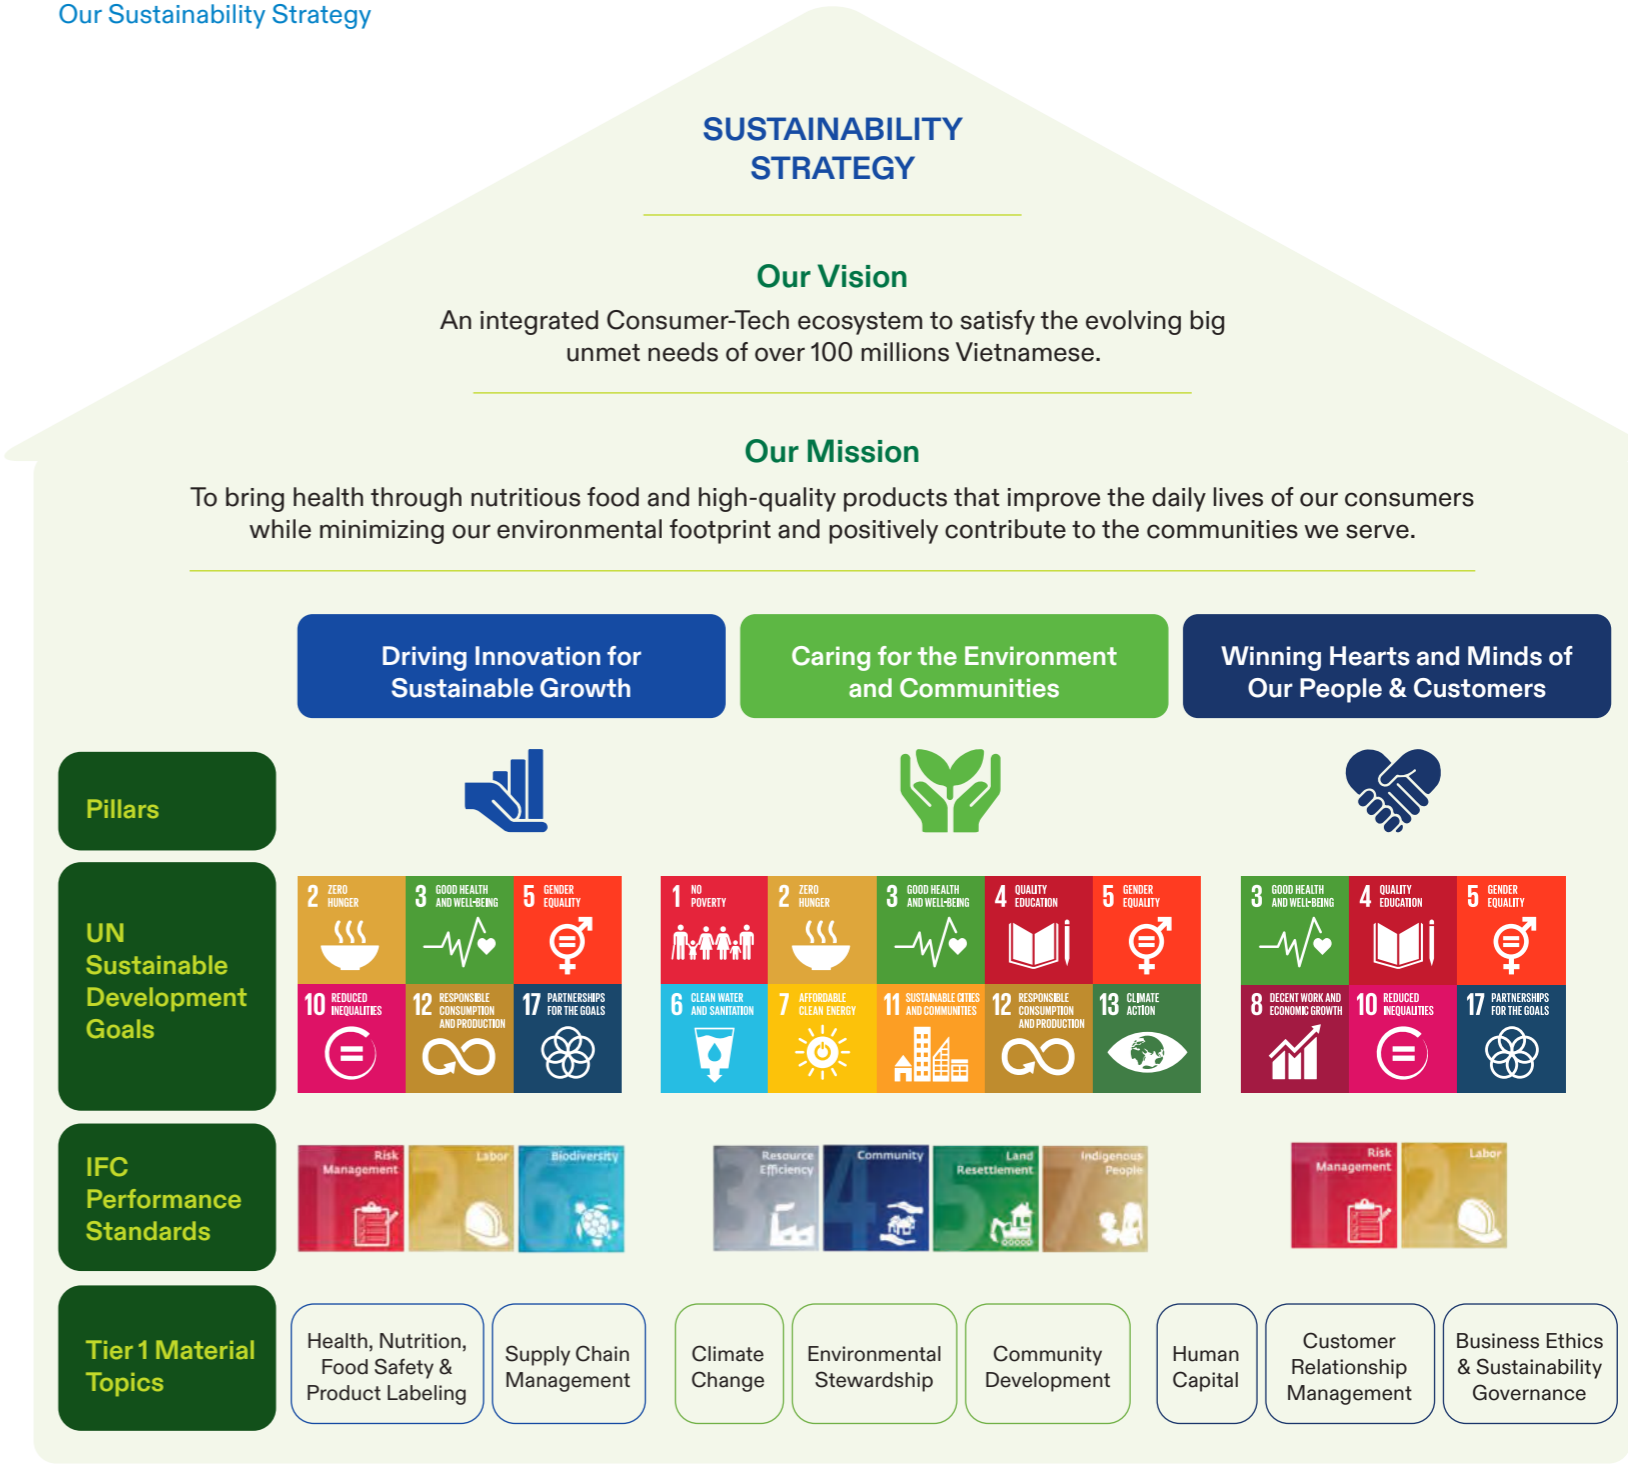 Our Sustainability Strategy
SUSTAINABILITY
STRATEGY
Our Vision
An integrated Consumer-Tech ecosystem to satisfy the evolving big
unmet needs of over 100 millions Vietnamese.
Our Mission
To bring health through nutritious food and high-quality products that improve the daily lives of our consumers
while minimizing our environmental footprint and positively contribute to the communities we serve.
Driving Innovation for
Sustainable Growth
Caring for the Environment
and Communities
Winning Hearts and Minds of
Our People & Customers
Pillars
UN
Sustainable
Development
Goals
2 ZERO
HUNGER
3 GOOD HEALTH
AND WELL-BEING
5 GENDER
EQUALITY
10 REDUCED
INEQUALITIES
12 RESPONSIBLE
CONSUMPTION
AND PRODUCTION
17 PARTNERSHIPS
FOR THE GOALS
1 NO
POVERTY
2 ZERO
HUNGER
3 GOOD HEALTH
AND WELL-BEING
4 QUALITY
EDUCATION
5 GENDER
EQUALITY
6 CLEAN WATER
AND SANITATION
7 AFFORDABLE
CLEAN ENERGY
11 SUSTAINABLE CITIES
AND COMMUNITIES
12 RESPONSIBLE
CONSUMPTION
AND PRODUCTION
13 CLIMATE
ACTION
3 GOOD HEALTH
AND WELL-BEING
4 QUALITY
EDUCATION
5 GENDER
EQUALITY
8 DECENT WORK AND
ECONOMIC GROWTH
10 REDUCED
INEQUALITIES
17 PARTNERSHIPS
FOR THE GOALS
IFC
Performance
Standards
1 Risk
Management
2 Labor
6 Biodiversity
3 Resource
Efficiency
4 Community
5 Land
Resettlement
7 Indigenous
People
1 Risk
Management
2 Labor
Tier 1 Material
Topics
Health, Nutrition,
Food Safety &
Product Labeling
Supply Chain
Management
Climate
Change
Environmental
Stewardship
Community
Development
Human
Capital
Customer
Relationship
Management
Business Ethics
& Sustainability
Governance